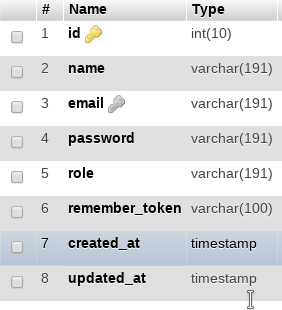 # Name Type
1 id int(10)
2 name varchar(191)
3 email varchar(191)
4 password varchar(191)
5 role varchar(191)
6 remember_token varchar(100)
7 created_at timestamp
8 updated_at timestamp